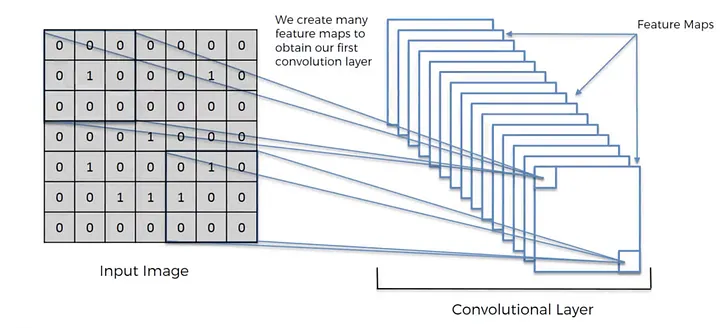 We create many
feature maps to
obtain our first
convolution layer
Feature Maps
0 0 0 0 0 0 0
0 1 0 0 0 1 0
0 0 0 0 0 0 0
0 0 0 1 0 0 0
0 1 0 0 0 1 0
0 0 1 1 1 0 0
0 0 0 0 0 0 0
Input Image
Convolutional Layer